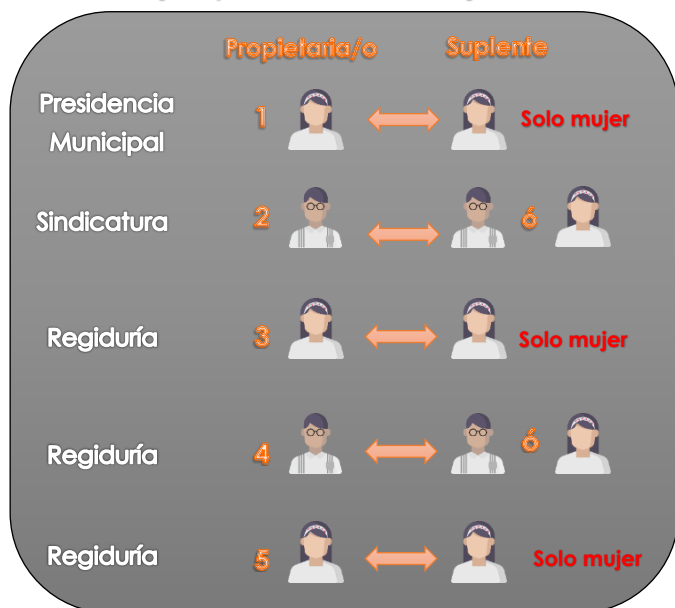 Propietaria/o Suplente
Presidencia
Municipal
1
Solo mujer
Sindicatura 2 ó
Regiduría 3 Solo mujer
Regiduría 4 ó
Regiduría 5 Solo mujer